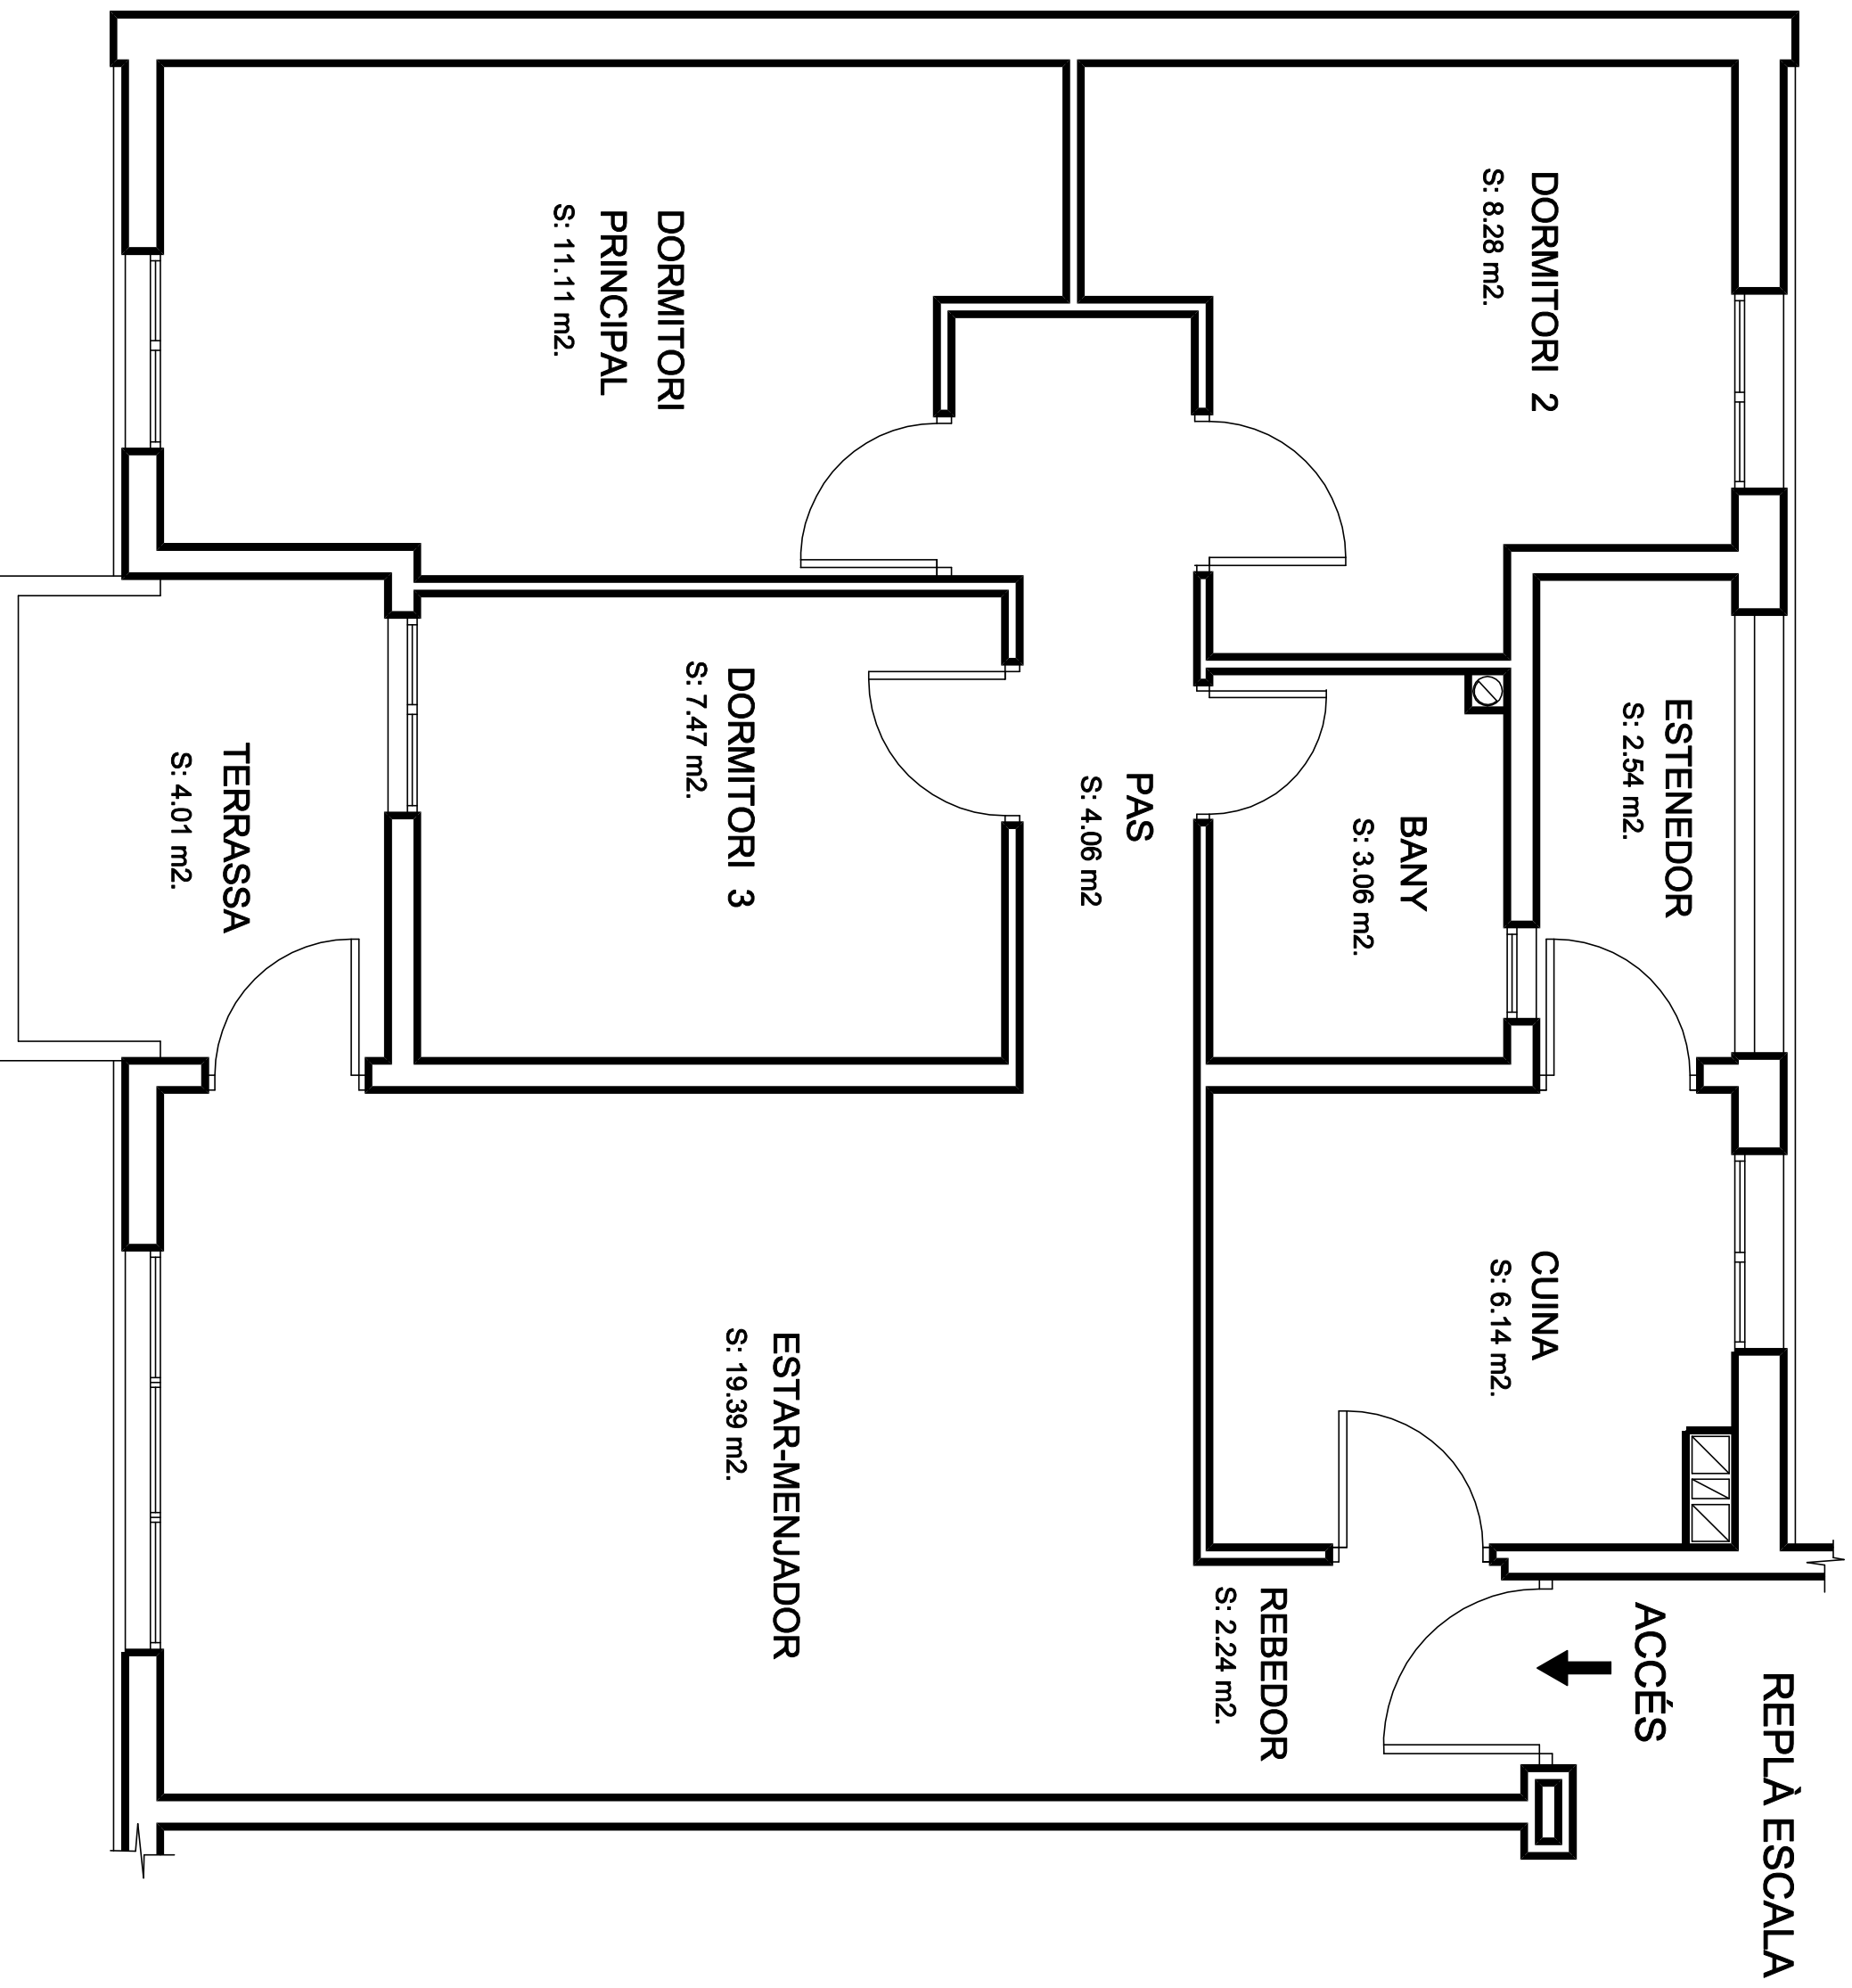 REPLÀ ESCALA
ACCÉS
ESTENEDOR
S: 2.54 m2.
DORMITORI 2
S: 8.28 m2.
CUINA
S: 6.14 m2.
BANY
S: 3.06 m2.
REBEDOR
S: 2.24 m2.
PAS
S: 4.06 m2
ESTAR-MENJADOR
S: 19.39 m2.
DORMITORI 3
S: 7.47 m2.
DORMITORI
PRINCIPAL
S: 11.11 m2.
TERRASSA
S: 4.01 m2.